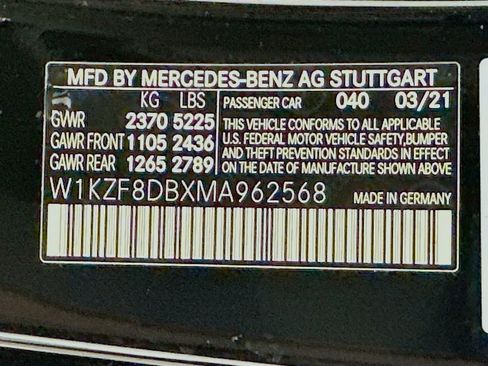 MFD BY MERCEDES-BENZ AG STUTTGART
KG LBS PASSENGER CAR 040 03/21
GVWR 2370 5225 THIS VEHICLE CONFORMS TO ALL APPLICABLE
GAWR FRONT 1105 2436 U.S. FEDERAL MOTOR VEHICLE SAFETY,BUMPER
GAWR REAR 1265 2789 AND THEFT PREVENTION STANDARDS IN EFFECT
ON THE DATE OF MANUFACTURE SHOWN ABOVE.
W1KZF8DBXMA962568 MADE IN GERMANY